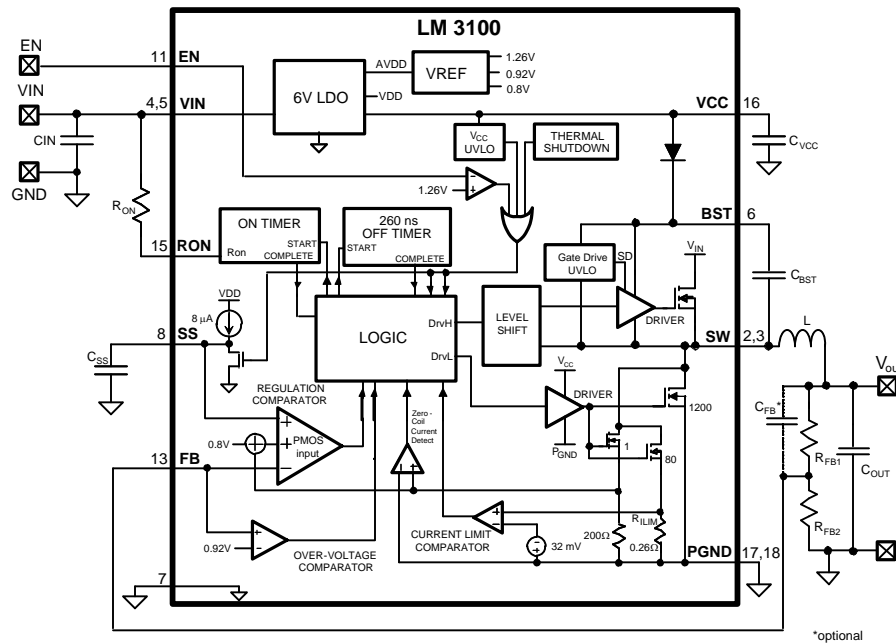 LM 3100
EN
11 EN
VIN
4,5 VIN
CIN
GND
RON
15 RON
6V LDO
AVDD
VDD
VREF
1.26V
0.92V
0.8V
VCC 16
CVCC
VCC
UVLO
THERMAL
SHUTDOWN
1.26V
BST 6
ON TIMER
Ron
START
COMPLETE
260 ns
OFF TIMER
START
COMPLETE
Gate Drive
UVLO
SD
VIN
DRIVER
CBST
VDD
8 µA
8 SS
CSS
LOGIC
DrvH
DrvL
LEVEL
SHIFT
SW 2,3
L
REGULATION
COMPARATOR
0.8V
PMOS
input
Zero-
Coil
Current
Detect
VCC
DRIVER
PGND
1200
1
80
CFB*
RFB1
COUT
RFB2
13 FB
0.92V
OVER-VOLTAGE
COMPARATOR
CURRENT LIMIT
COMPARATOR
32 mV
200Ω
RILIM
0.26Ω
PGND 17,18
7
*optional